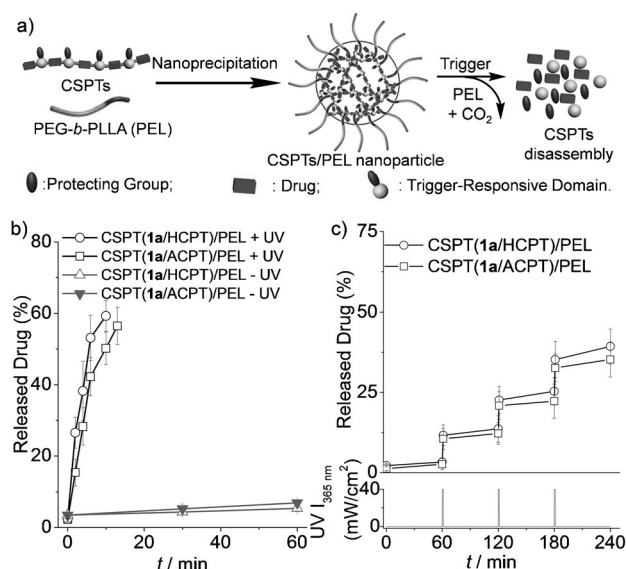 a)
Nanoprecipitation
Trigger
CSPTs
PEL
+ CO₂
PEG-b-PLLA (PEL)
CSPTs/PEL nanoparticle
CSPTs
disassembly
:Protecting Group;
: Drug;
: Trigger-Responsive Domain.
b)
CSPT(1a/HCPT)/PEL + UV
CSPT(1a/ACPT)/PEL + UV
CSPT(1a/HCPT)/PEL - UV
CSPT(1a/ACPT)/PEL - UV
Released Drug (%)
80
60
40
20
0
0 20 40 60
t / min
c)
CSPT(1a/HCPT)/PEL
CSPT(1a/ACPT)/PEL
Released Drug (%)
75
50
25
0
UV I365 nm
(mW/cm²)
40
0
0 60 120 180 240
t / min